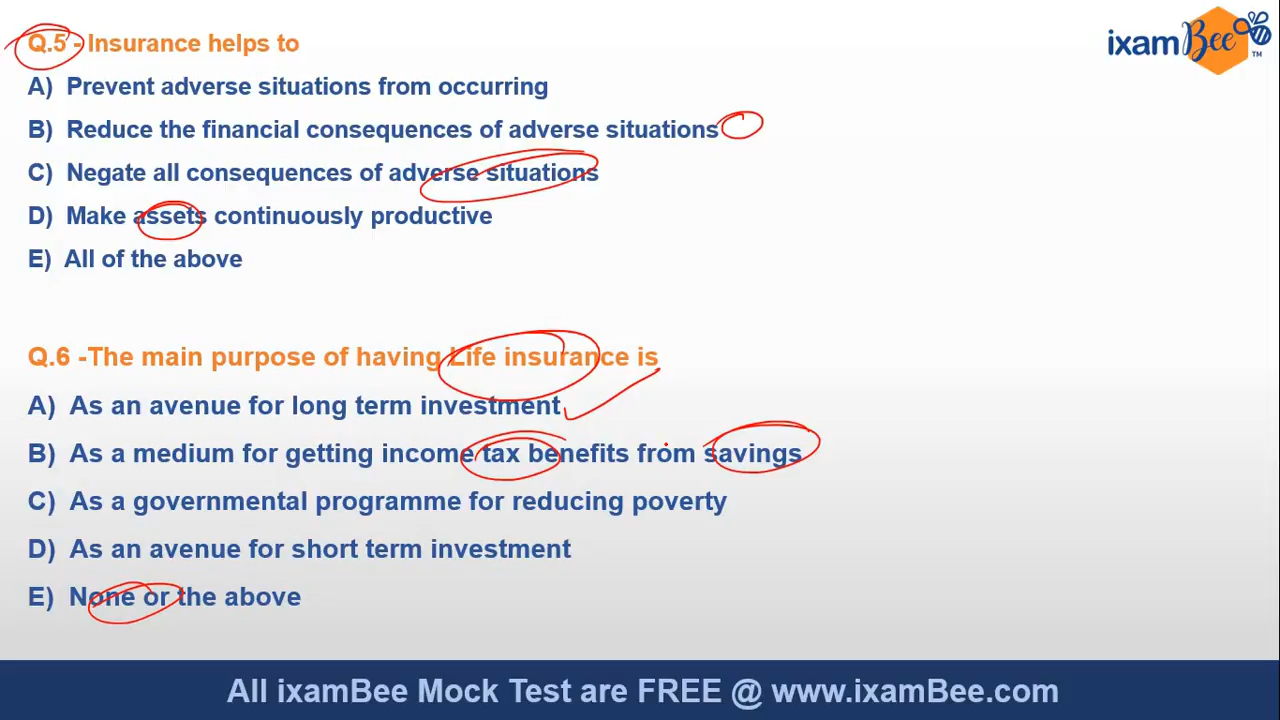 ixamBee
TM
Q.5 - Insurance helps to
A) Prevent adverse situations from occurring
B) Reduce the financial consequences of adverse situations
C) Negate all consequences of adverse situations
D) Make assets continuously productive
E) All of the above
Q.6 -The main purpose of having Life insurance is
A) As an avenue for long term investment
B) As a medium for getting income tax benefits from savings
C) As a governmental programme for reducing poverty
D) As an avenue for short term investment
E) None or the above
All ixamBee Mock Test are FREE @ www.ixamBee.com